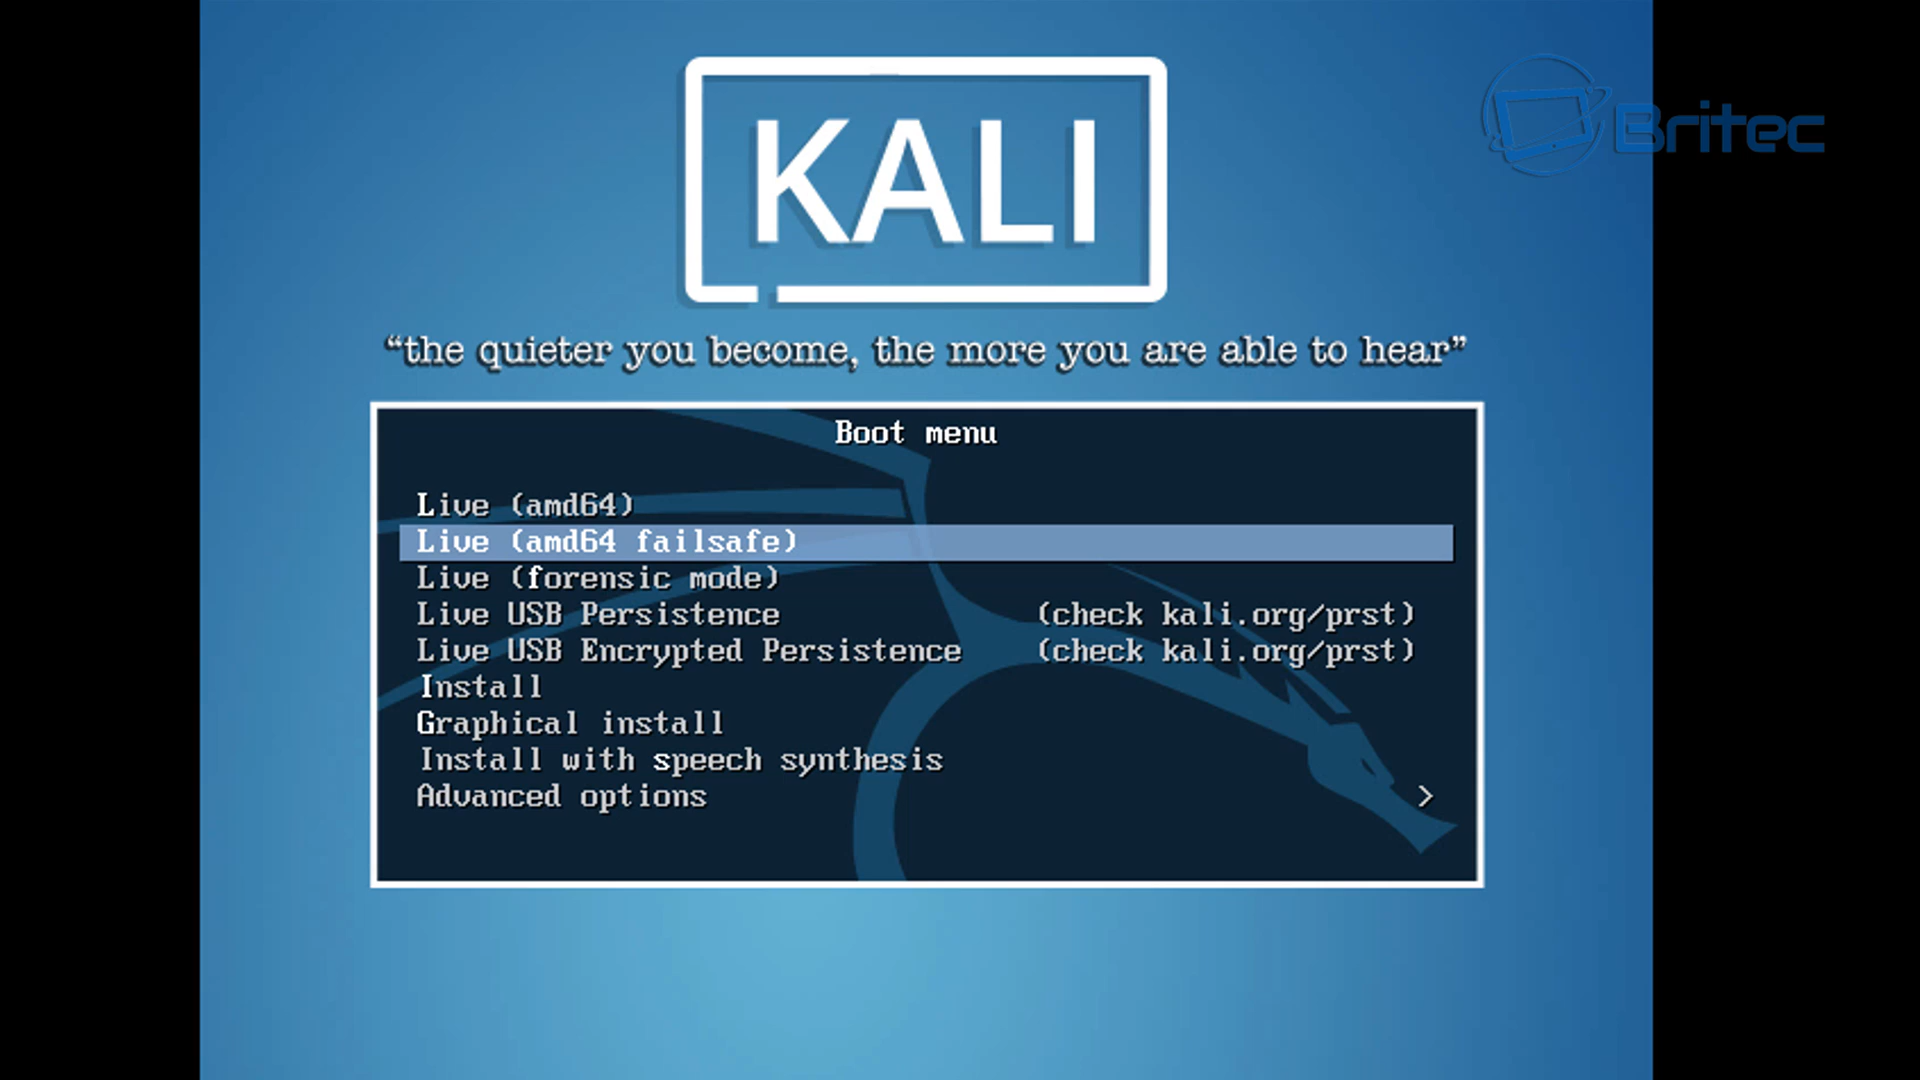 KALI
Britec
“the quieter you become, the more you are able to hear”
Boot menu
Live (amd64)
Live (amd64 failsafe)
Live (forensic mode)
Live USB Persistence (check kali.org/prst)
Live USB Encrypted Persistence (check kali.org/prst)
Install
Graphical install
Install with speech synthesis
Advanced options >